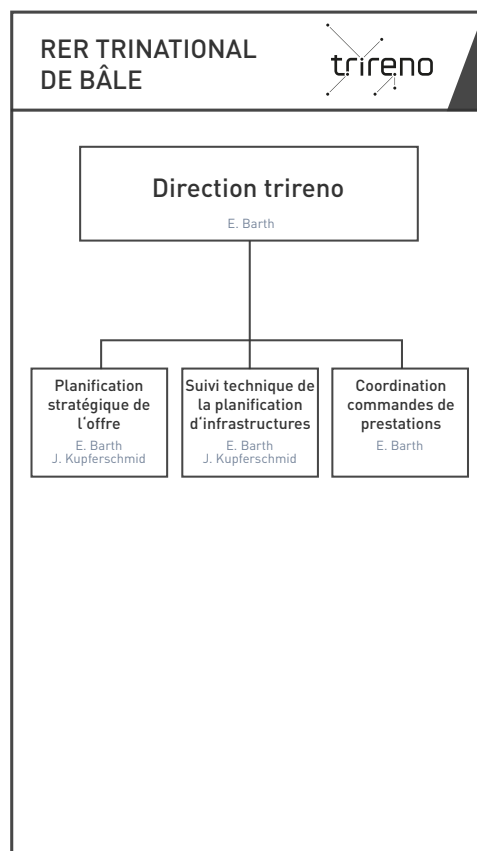 RER TRINATIONAL
DE BÂLE
trireno
Direction trireno
E. Barth
Planification
stratégique de
l‘offre
E. Barth
J. Kupferschmid
Suivi technique de
la planification
d‘infrastructures
E. Barth
J. Kupferschmid
Coordination
commandes de
prestations
E. Barth